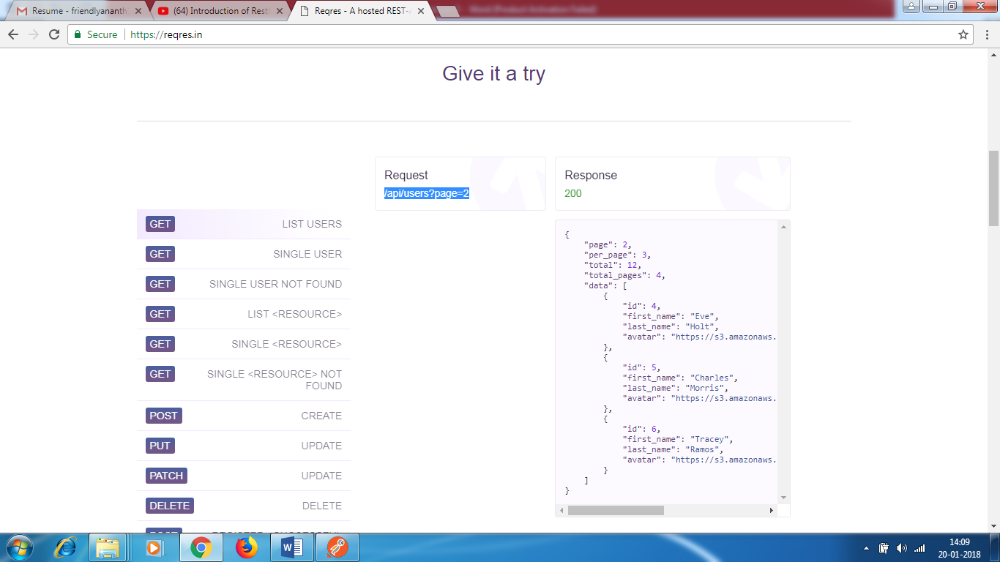 Resume - friendlyananth.
(64) Introduction of Rest
Reqres - A hosted REST-
Secure
https://reqres.in
Give it a try
Request
/api/users?page=2
Response
200
GET LIST USERS
GET SINGLE USER
GET SINGLE USER NOT FOUND
GET LIST <RESOURCE>
GET SINGLE <RESOURCE>
GET SINGLE <RESOURCE> NOT
FOUND
POST CREATE
PUT UPDATE
PATCH UPDATE
DELETE DELETE
{
"page": 2,
"per_page": 3,
"total": 12,
"total_pages": 4,
"data": [
{
"id": 4,
"first_name": "Eve",
"last_name": "Holt",
"avatar": "https://s3.amazonaws.
},
{
"id": 5,
"first_name": "Charles",
"last_name": "Morris",
"avatar": "https://s3.amazonaws.
},
{
"id": 6,
"first_name": "Tracey",
"last_name": "Ramos",
"avatar": "https://s3.amazonaws.
}
]
}
14:09
20-01-2018